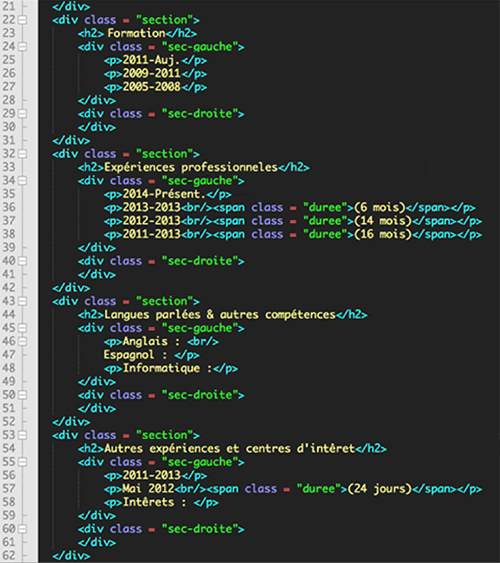 21 </div>
22 <div class = "section">
23 <h2> Formation</h2>
24 <div class = "sec-gauche">
25 <p>2011-Auj.</p>
26 <p>2009-2011</p>
27 <p>2005-2008</p>
28 </div>
29 <div class = "sec-droite">
30 </div>
31 </div>
32 <div class = "section">
33 <h2>Expériences professionneles</h2>
34 <div class = "sec-gauche">
35 <p>2014-Présent.</p>
36 <p>2013-2013<br/><span class = "duree">(6 mois)</span></p>
37 <p>2012-2013<br/><span class = "duree">(14 mois)</span></p>
38 <p>2011-2013<br/><span class = "duree">(16 mois)</span></p>
39 </div>
40 <div class = "sec-droite">
41 </div>
42 </div>
43 <div class = "section">
44 <h2>Langues parlées & autres compétences</h2>
45 <div class = "sec-gauche">
46 <p>Anglais : <br/>
47 Espagnol : </p>
48 <p>Informatique :</p>
49 </div>
50 <div class = "sec-droite">
51 </div>
52 </div>
53 <div class = "section">
54 <h2>Autres expériences et centres d'intêret</h2>
55 <div class = "sec-gauche">
56 <p>2011-2013</p>
57 <p>Mai 2012<br/><span class = "duree">(24 jours)</span></p>
58 <p>Intêrets : </p>
59 </div>
60 <div class = "sec-droite">
61 </div>
62 </div>